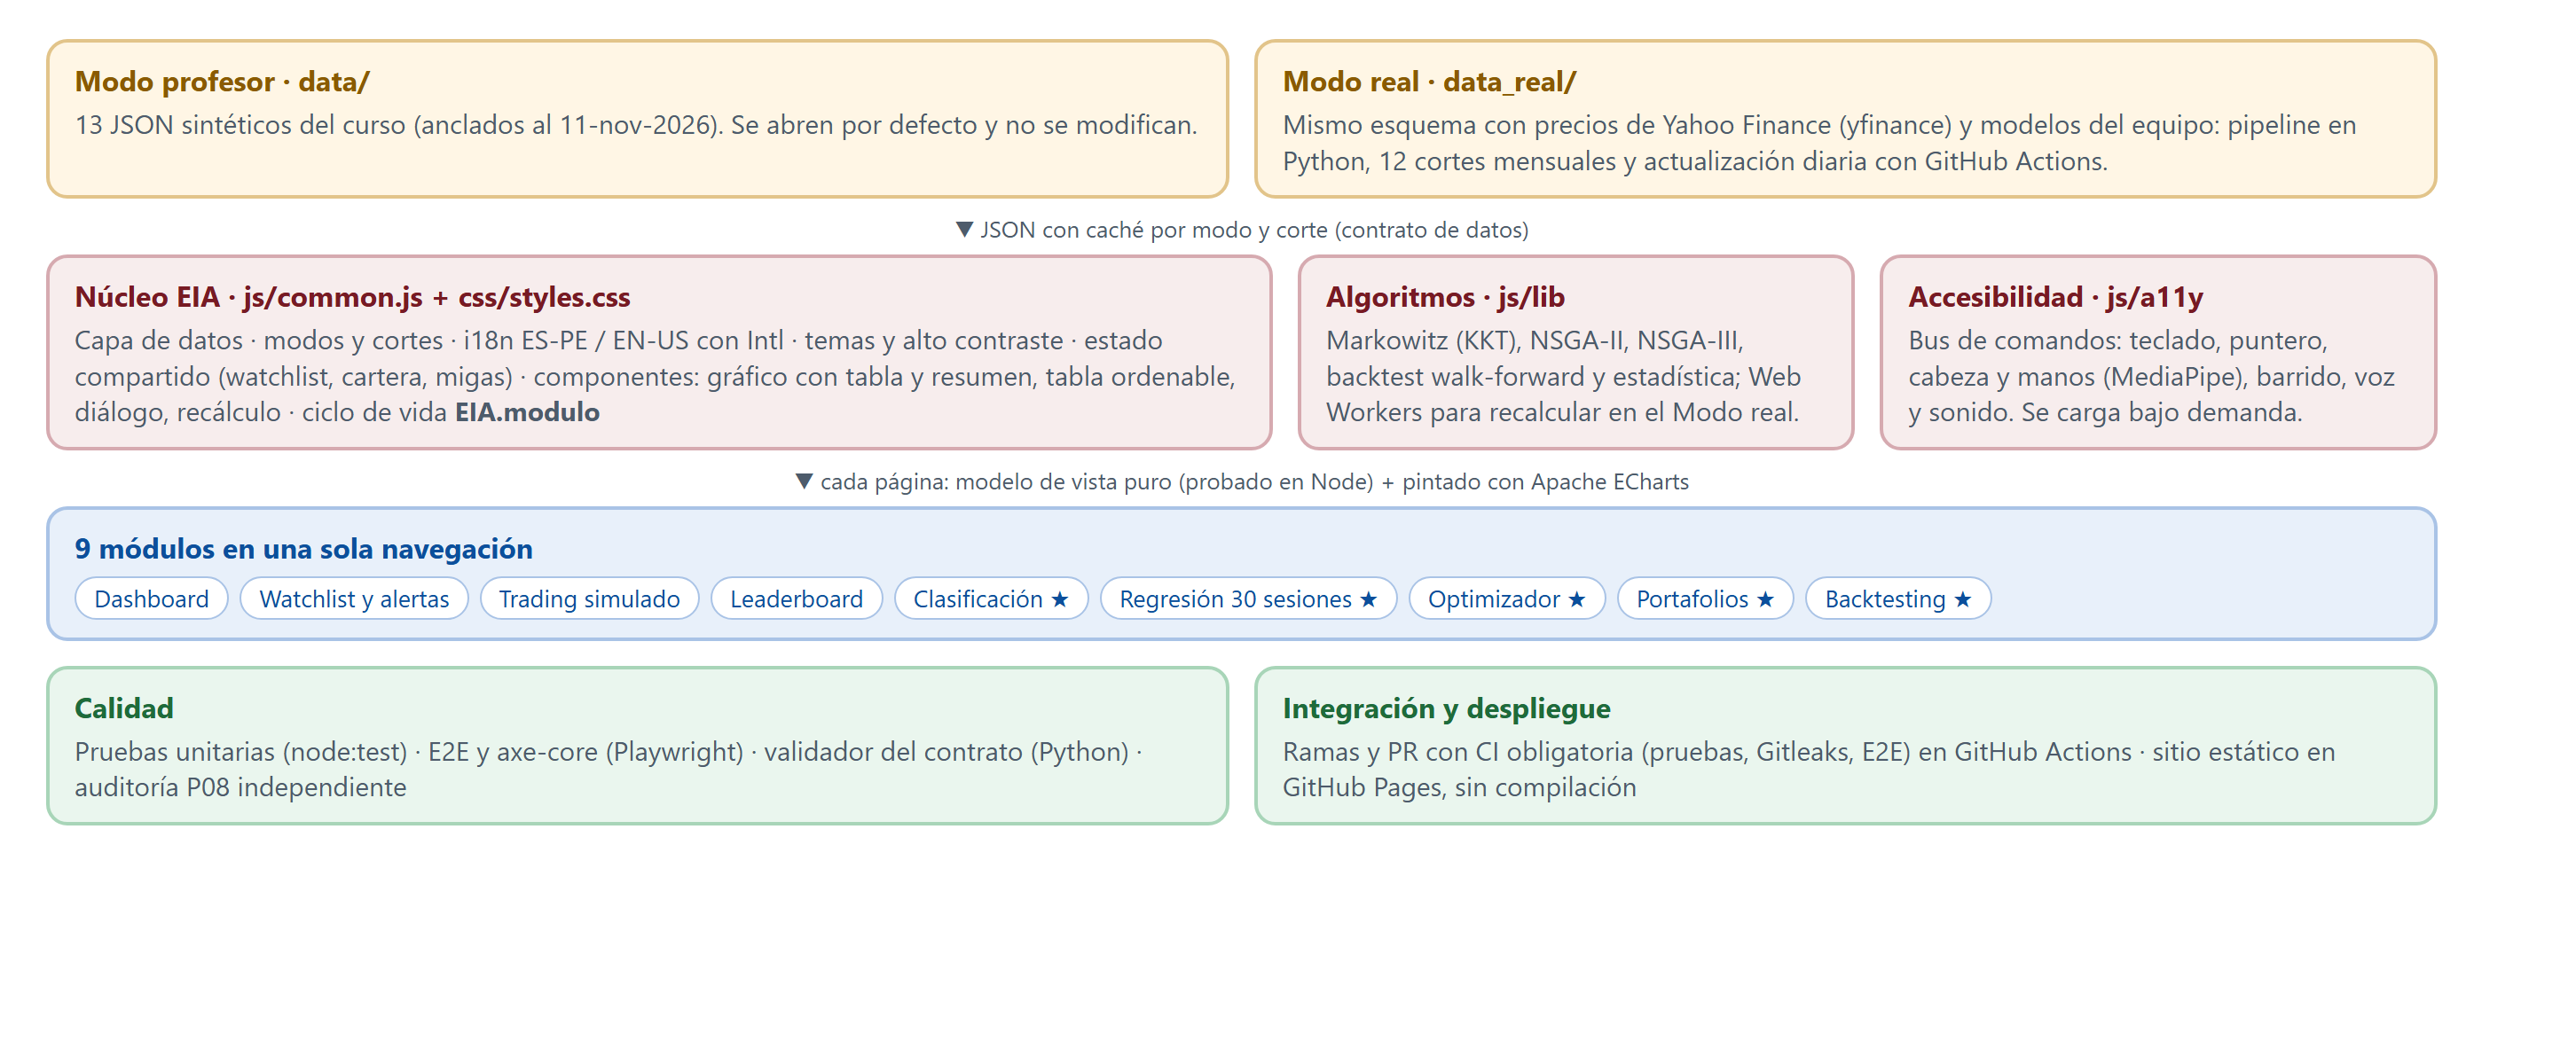 Modo profesor · data/
13 JSON sintéticos del curso (anclados al 11-nov-2026). Se abren por defecto y no se modifican.
Modo real · data_real/
Mismo esquema con precios de Yahoo Finance (yfinance) y modelos del equipo: pipeline en
Python, 12 cortes mensuales y actualización diaria con GitHub Actions.
▼ JSON con caché por modo y corte (contrato de datos)
Núcleo EIA · js/common.js + css/styles.css
Capa de datos · modos y cortes · i18n ES-PE / EN-US con Intl · temas y alto contraste · estado
compartido (watchlist, cartera, migas) · componentes: gráfico con tabla y resumen, tabla ordenable,
diálogo, recálculo · ciclo de vida EIA.modulo
Algoritmos · js/lib
Markowitz (KKT), NSGA-II, NSGA-III,
backtest walk-forward y estadística; Web
Workers para recalcular en el Modo real.
Accesibilidad · js/a11y
Bus de comandos: teclado, puntero,
cabeza y manos (MediaPipe), barrido, voz
y sonido. Se carga bajo demanda.
▼ cada página: modelo de vista puro (probado en Node) + pintado con Apache ECharts
9 módulos en una sola navegación
Dashboard Watchlist y alertas Trading simulado Leaderboard Clasificación ★ Regresión 30 sesiones ★ Optimizador ★ Portafolios ★ Backtesting ★
Calidad
Pruebas unitarias (node:test) · E2E y axe-core (Playwright) · validador del contrato (Python) ·
auditoría P08 independiente
Integración y despliegue
Ramas y PR con CI obligatoria (pruebas, Gitleaks, E2E) en GitHub Actions · sitio estático en
GitHub Pages, sin compilación